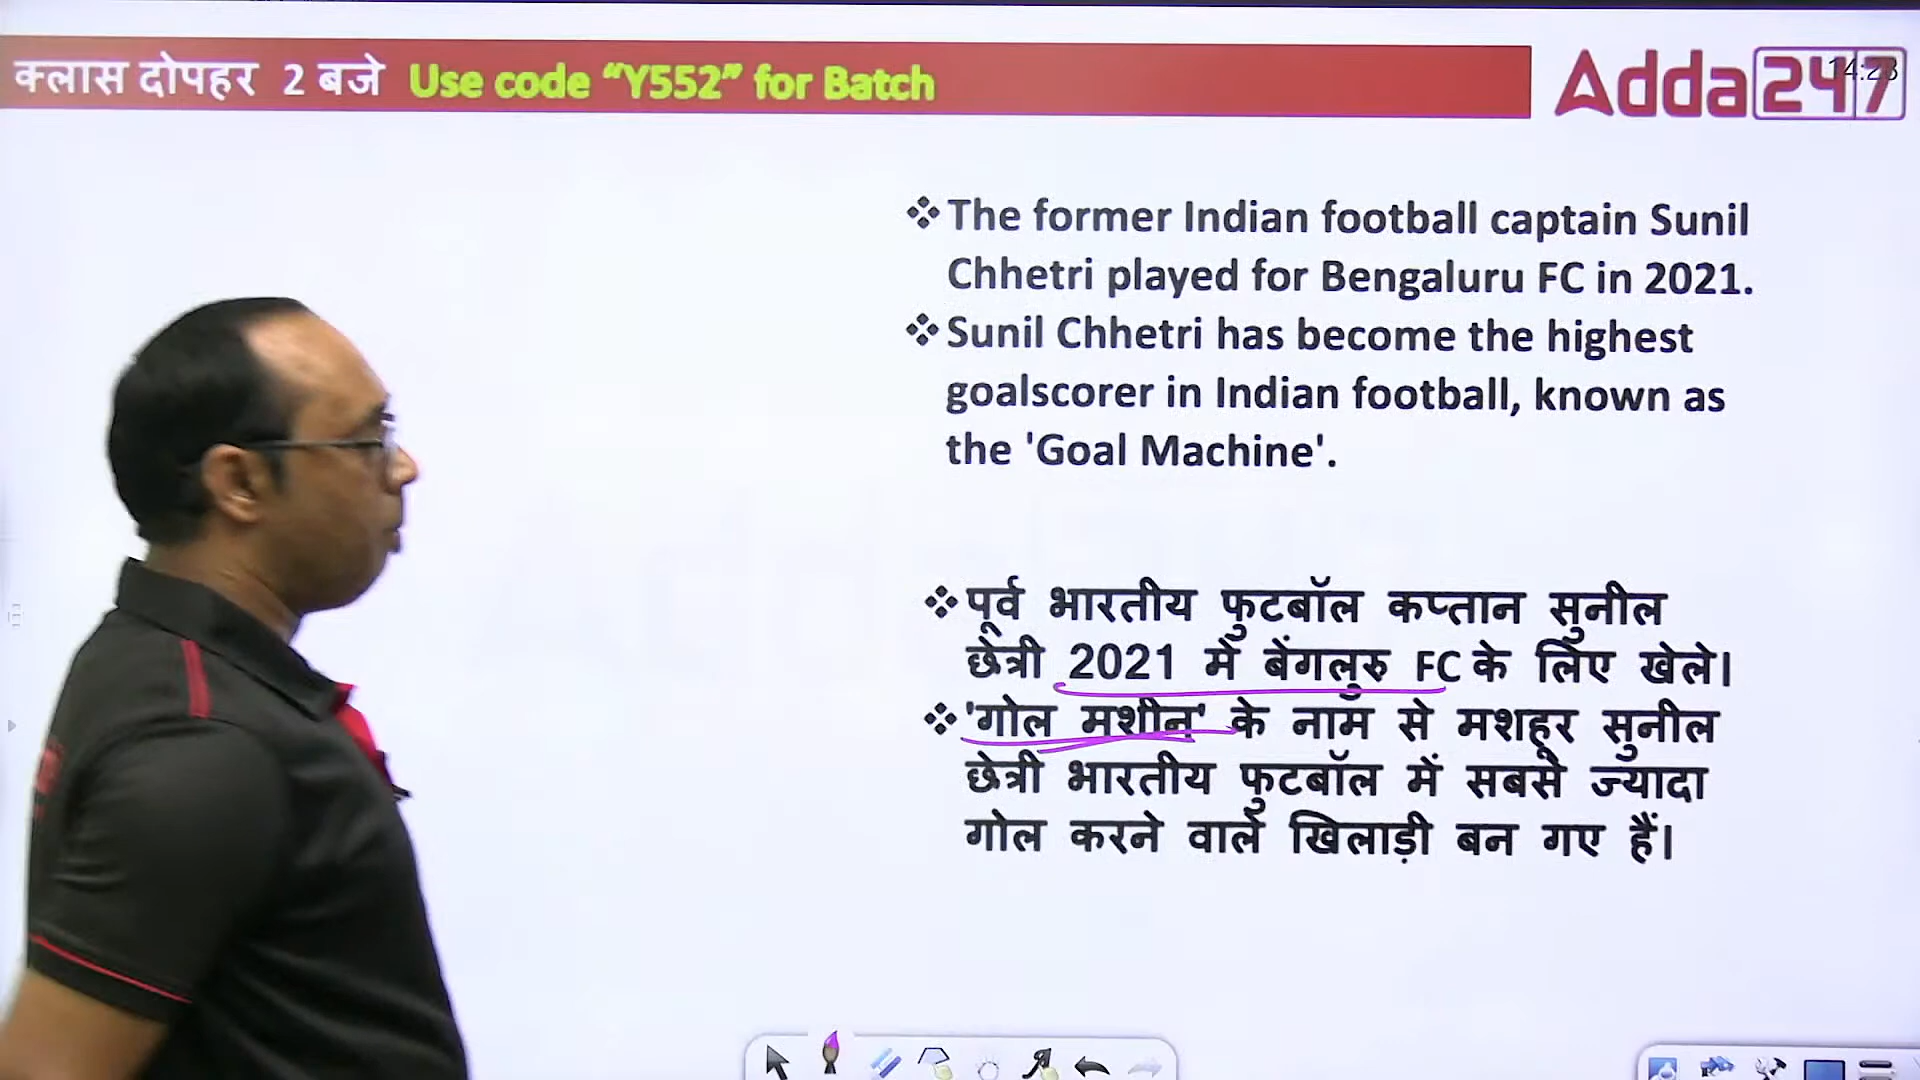 क्लास दोपहर 2 बजे Use code “Y552” for Batch
Adda247
❖The former Indian football captain Sunil
Chhetri played for Bengaluru FC in 2021.
❖Sunil Chhetri has become the highest
goalscorer in Indian football, known as
the 'Goal Machine'.
❖पूर्व भारतीय फुटबॉल कप्तान सुनील
छेत्री 2021 में बेंगलुरु FC के लिए खेले।
❖'गोल मशीन' के नाम से मशहूर सुनील
छेत्री भारतीय फुटबॉल में सबसे ज्यादा
गोल करने वाले खिलाड़ी बन गए हैं।